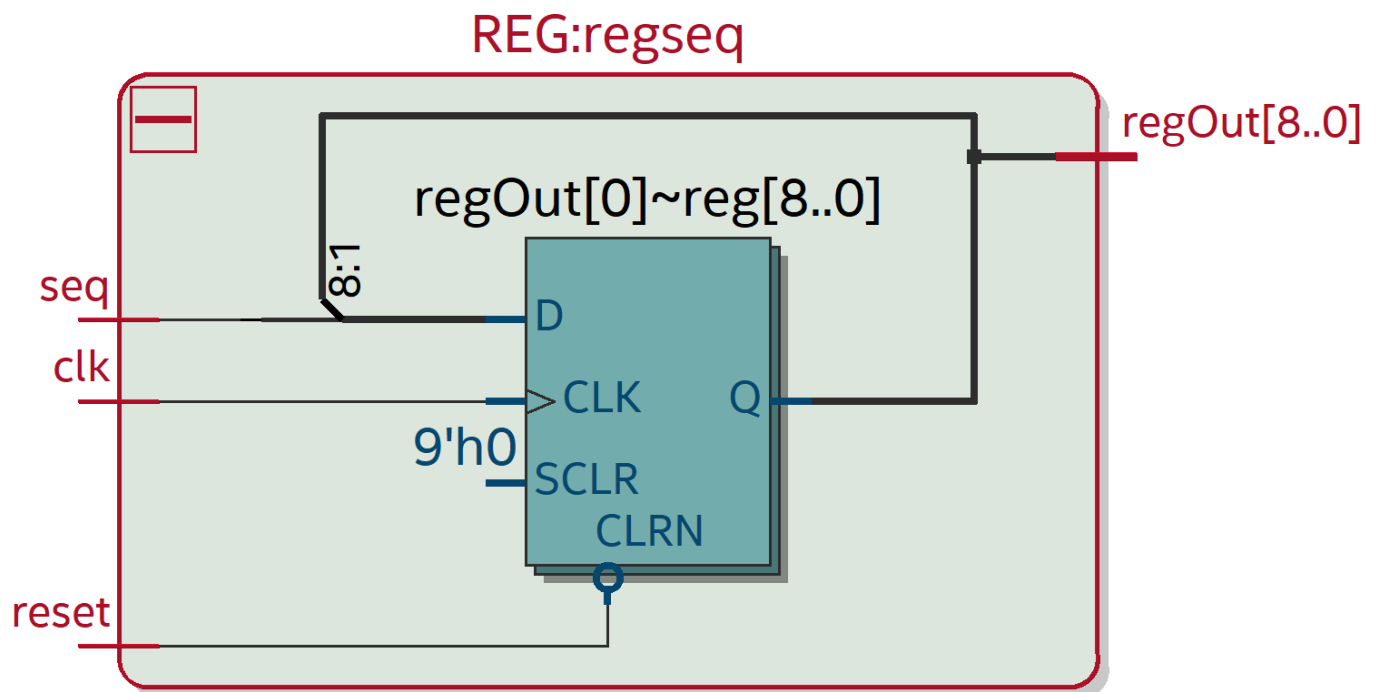 REG:regseq
regOut[8..0]
regOut[0]~reg[8..0]
8:1
seq
D
clk
CLK
Q
9'h0
SCLR
CLRN
reset